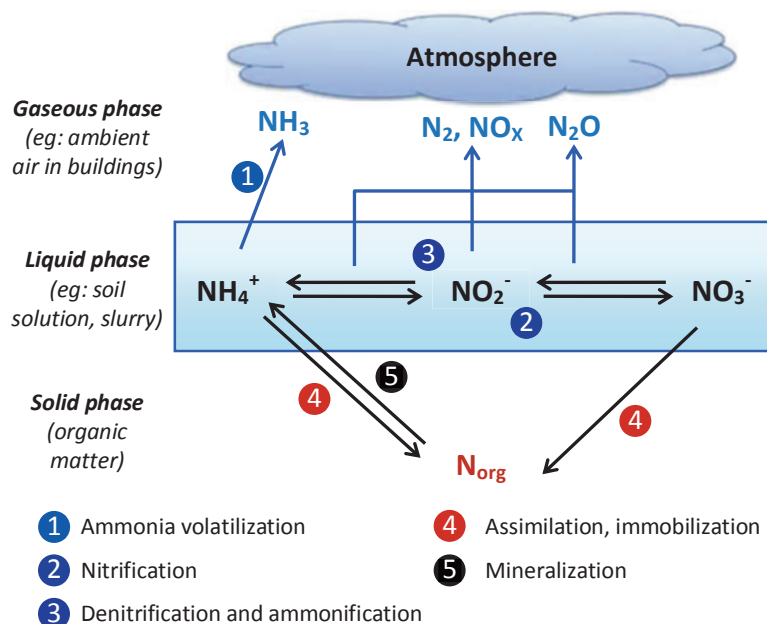 Atmosphere
Gaseous phase
(eg: ambient
air in buildings)
NH₃
N₂, NOₓ
N₂O
1
Liquid phase
(eg: soil
solution, slurry)
3
NH₄⁺
NO₂⁻
NO₃⁻
2
5
4
4
Solid phase
(organic
matter)
N_org
1 Ammonia volatilization
2 Nitrification
3 Denitrification and ammonification
4 Assimilation, immobilization
5 Mineralization